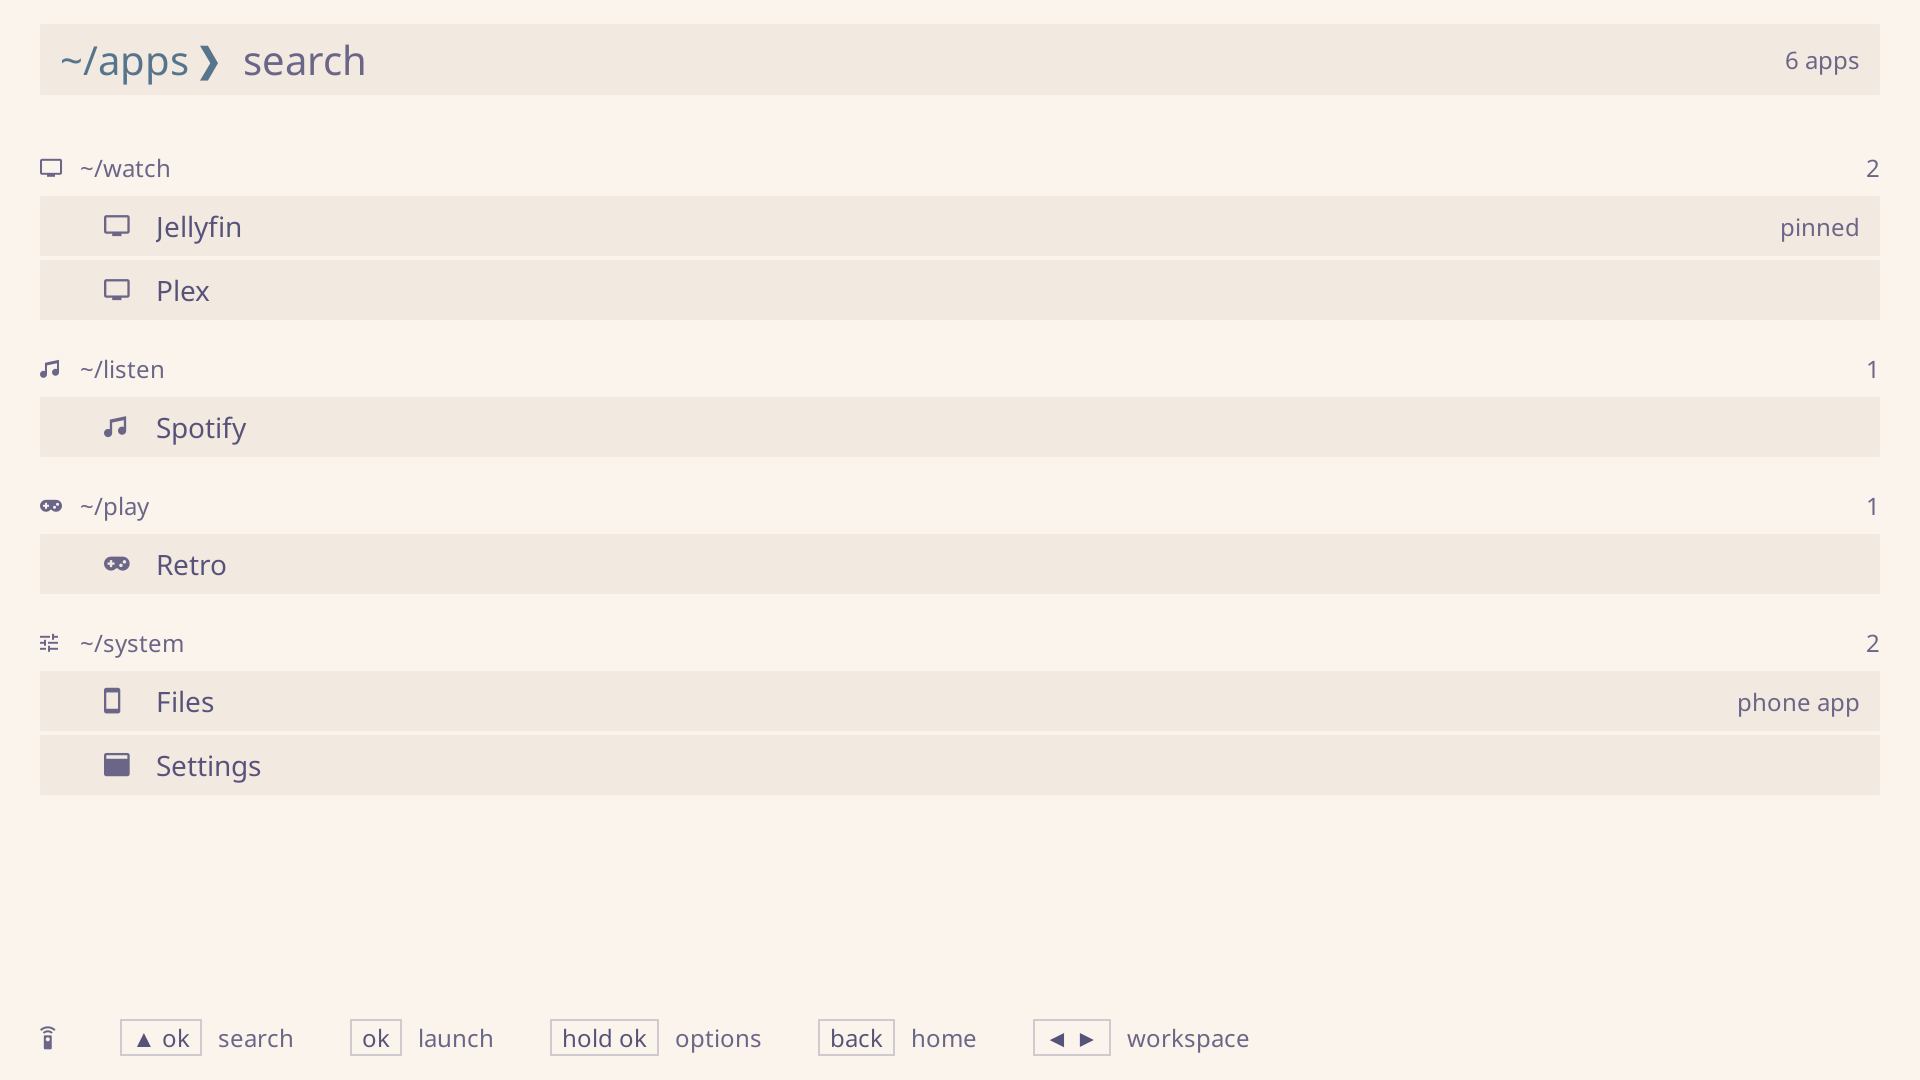 ~/apps❯ search 6 apps
~/watch 2
Jellyfin pinned
Plex
~/listen 1
Spotify
~/play 1
Retro
~/system 2
Files phone app
Settings
▲ ok search ok launch hold ok options back home ◀ ▶ workspace